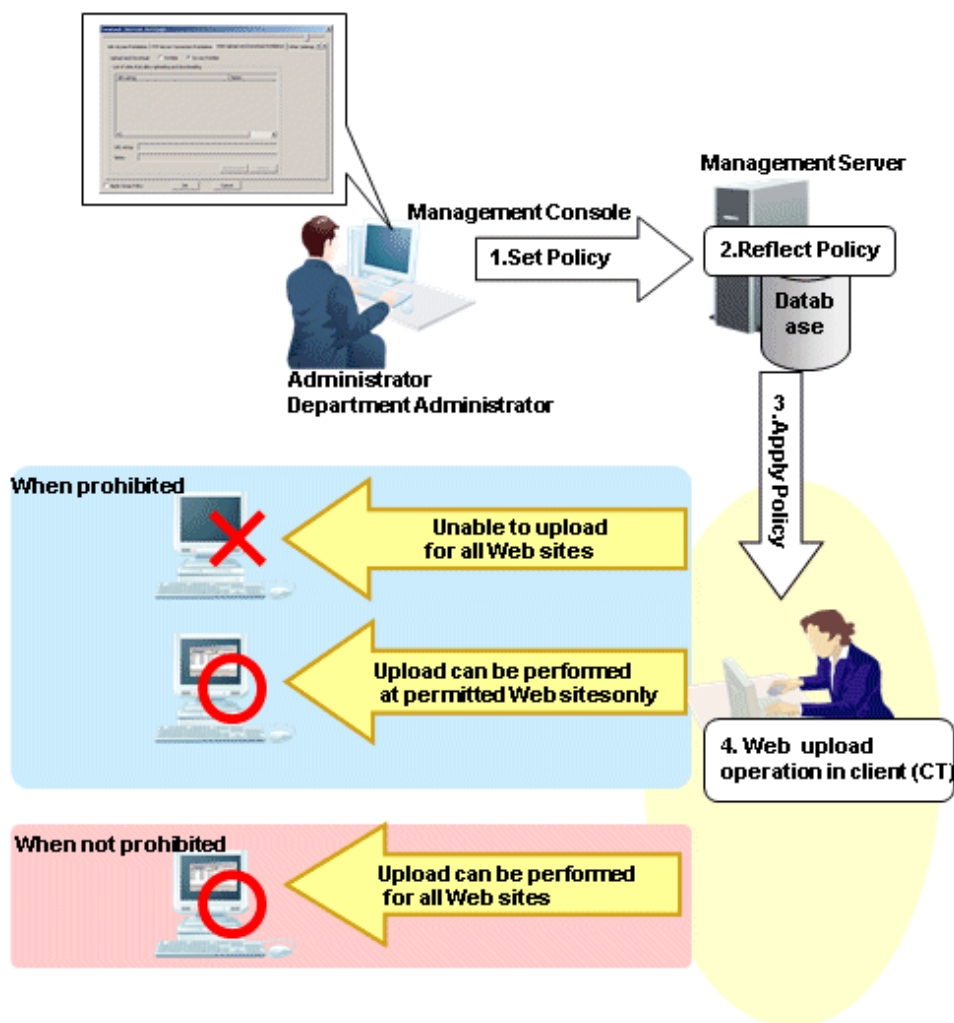 Management Server
Management Console
1.Set Policy
2.Reflect Policy
Datab
ase
Administrator
Department Administrator
3.Apply Policy
When prohibited
Unable to upload
for all Web sites
Upload can be performed
at permitted Web sitesonly
4. Web upload
operation in client (CT)
When not prohibited
Upload can be performed
for all Web sites